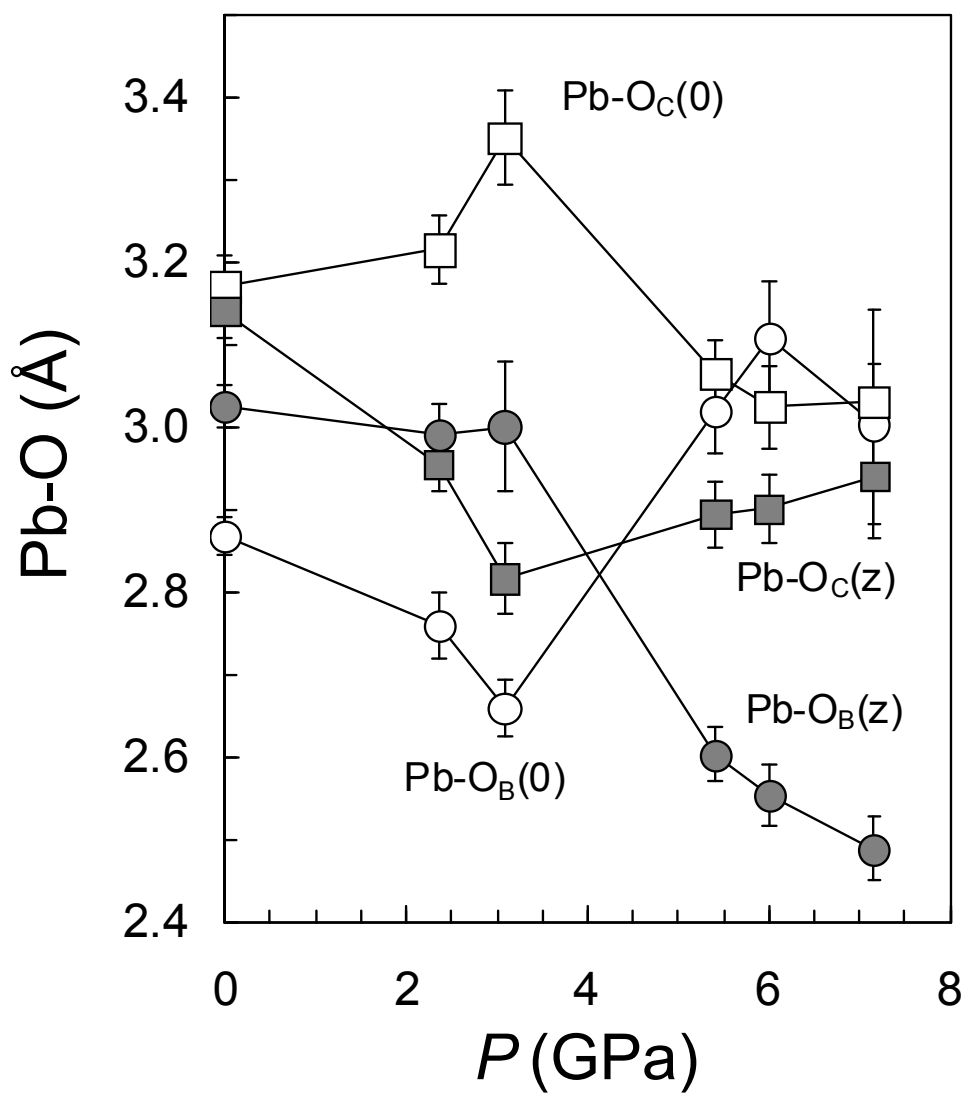 3.4
3.2
3.0
2.8
2.6
2.4
Pb-O (Å)
Pb-OC(0)
Pb-OC(z)
Pb-OB(z)
Pb-OB(0)
0 2 4 6 8
P (GPa)